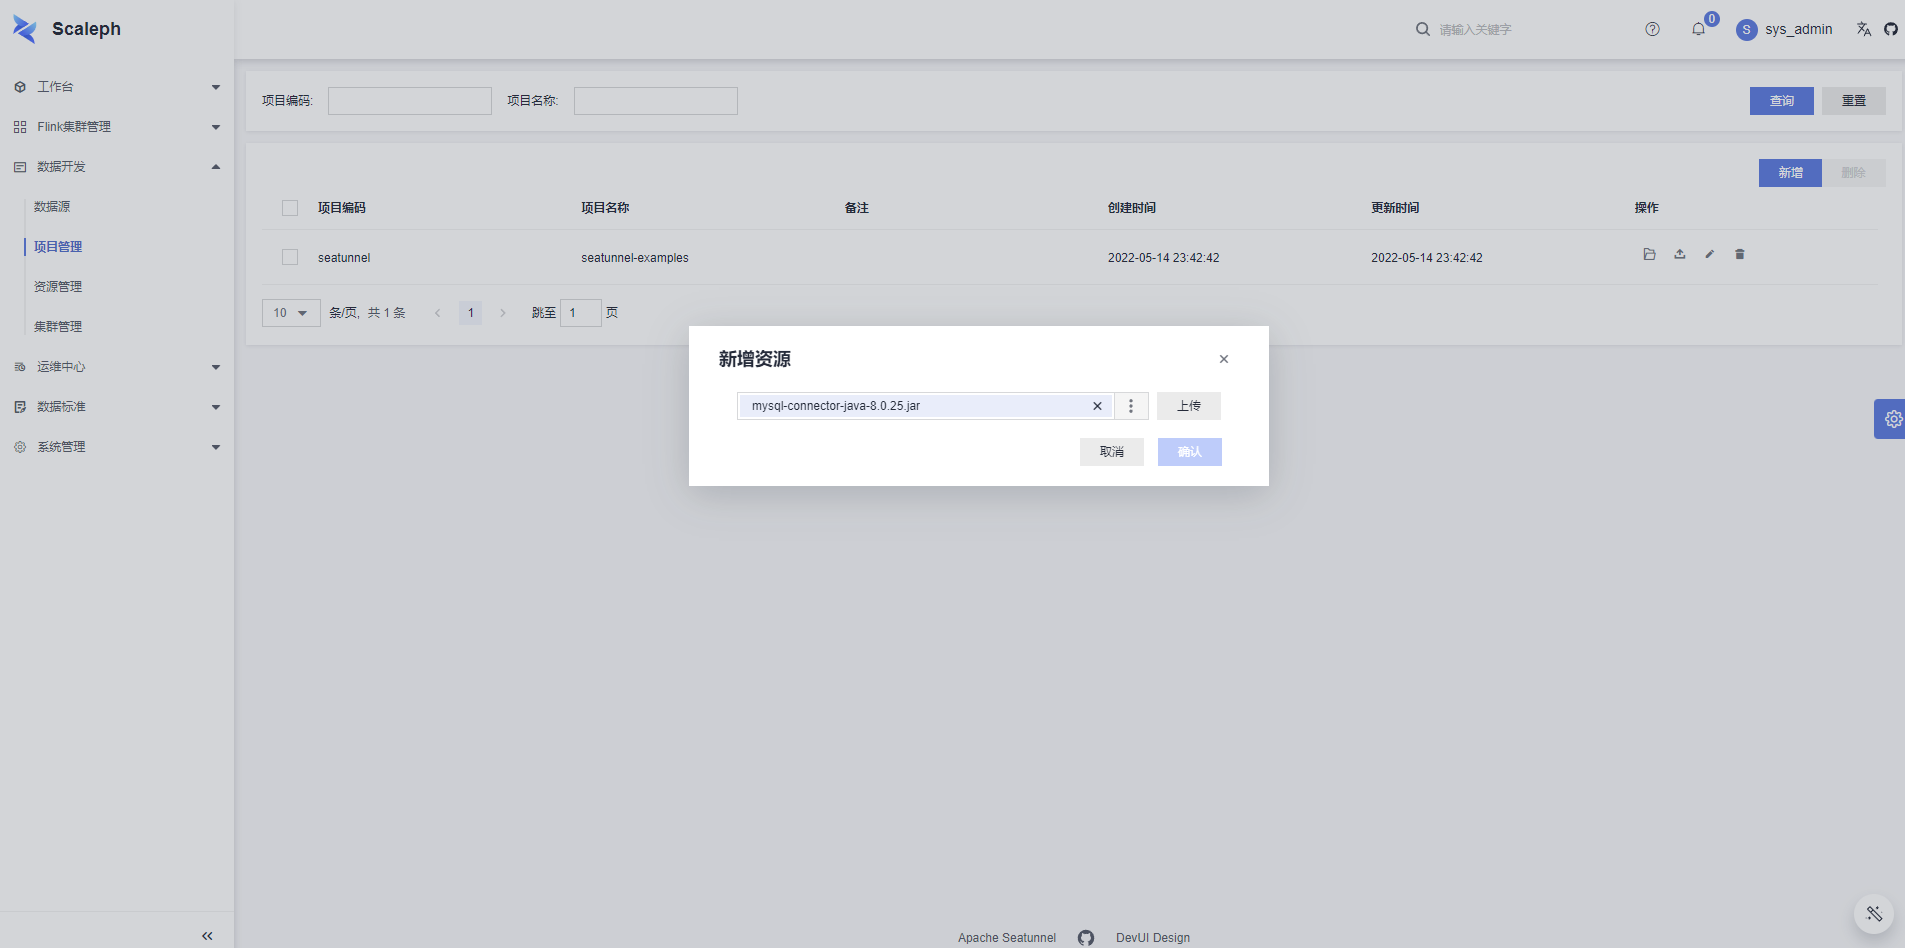 Scaleph
请输入关键字
0
S
sys_admin
工作台
Flink集群管理
数据开发
数据源
项目管理
资源管理
集群管理
运维中心
数据标准
系统管理
项目编码:
项目名称:
查询
重置
新增
删除
项目编码 项目名称 备注 创建时间 更新时间 操作
seatunnel seatunnel-examples 2022-05-14 23:42:42 2022-05-14 23:42:42
10 条/页, 共 1 条 1 跳至 1 页
新增资源
mysql-connector-java-8.0.25.jar
上传
取消
确认
Apache Seatunnel DevUI Design